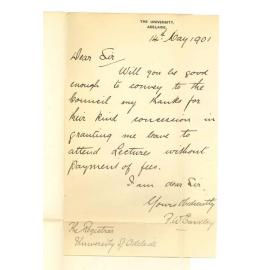 THE UNIVERSITY,
ADELAIDE,
14th May 1901
Dear Sir
Will you be good
enough to convey to the
Council my thanks for
their kind concession in
granting me leave to
attend Lectures without
payment of fees.
I am dear Sir
Yours Obediently
F. W. Eardley
The Registrar
University of Adelaide